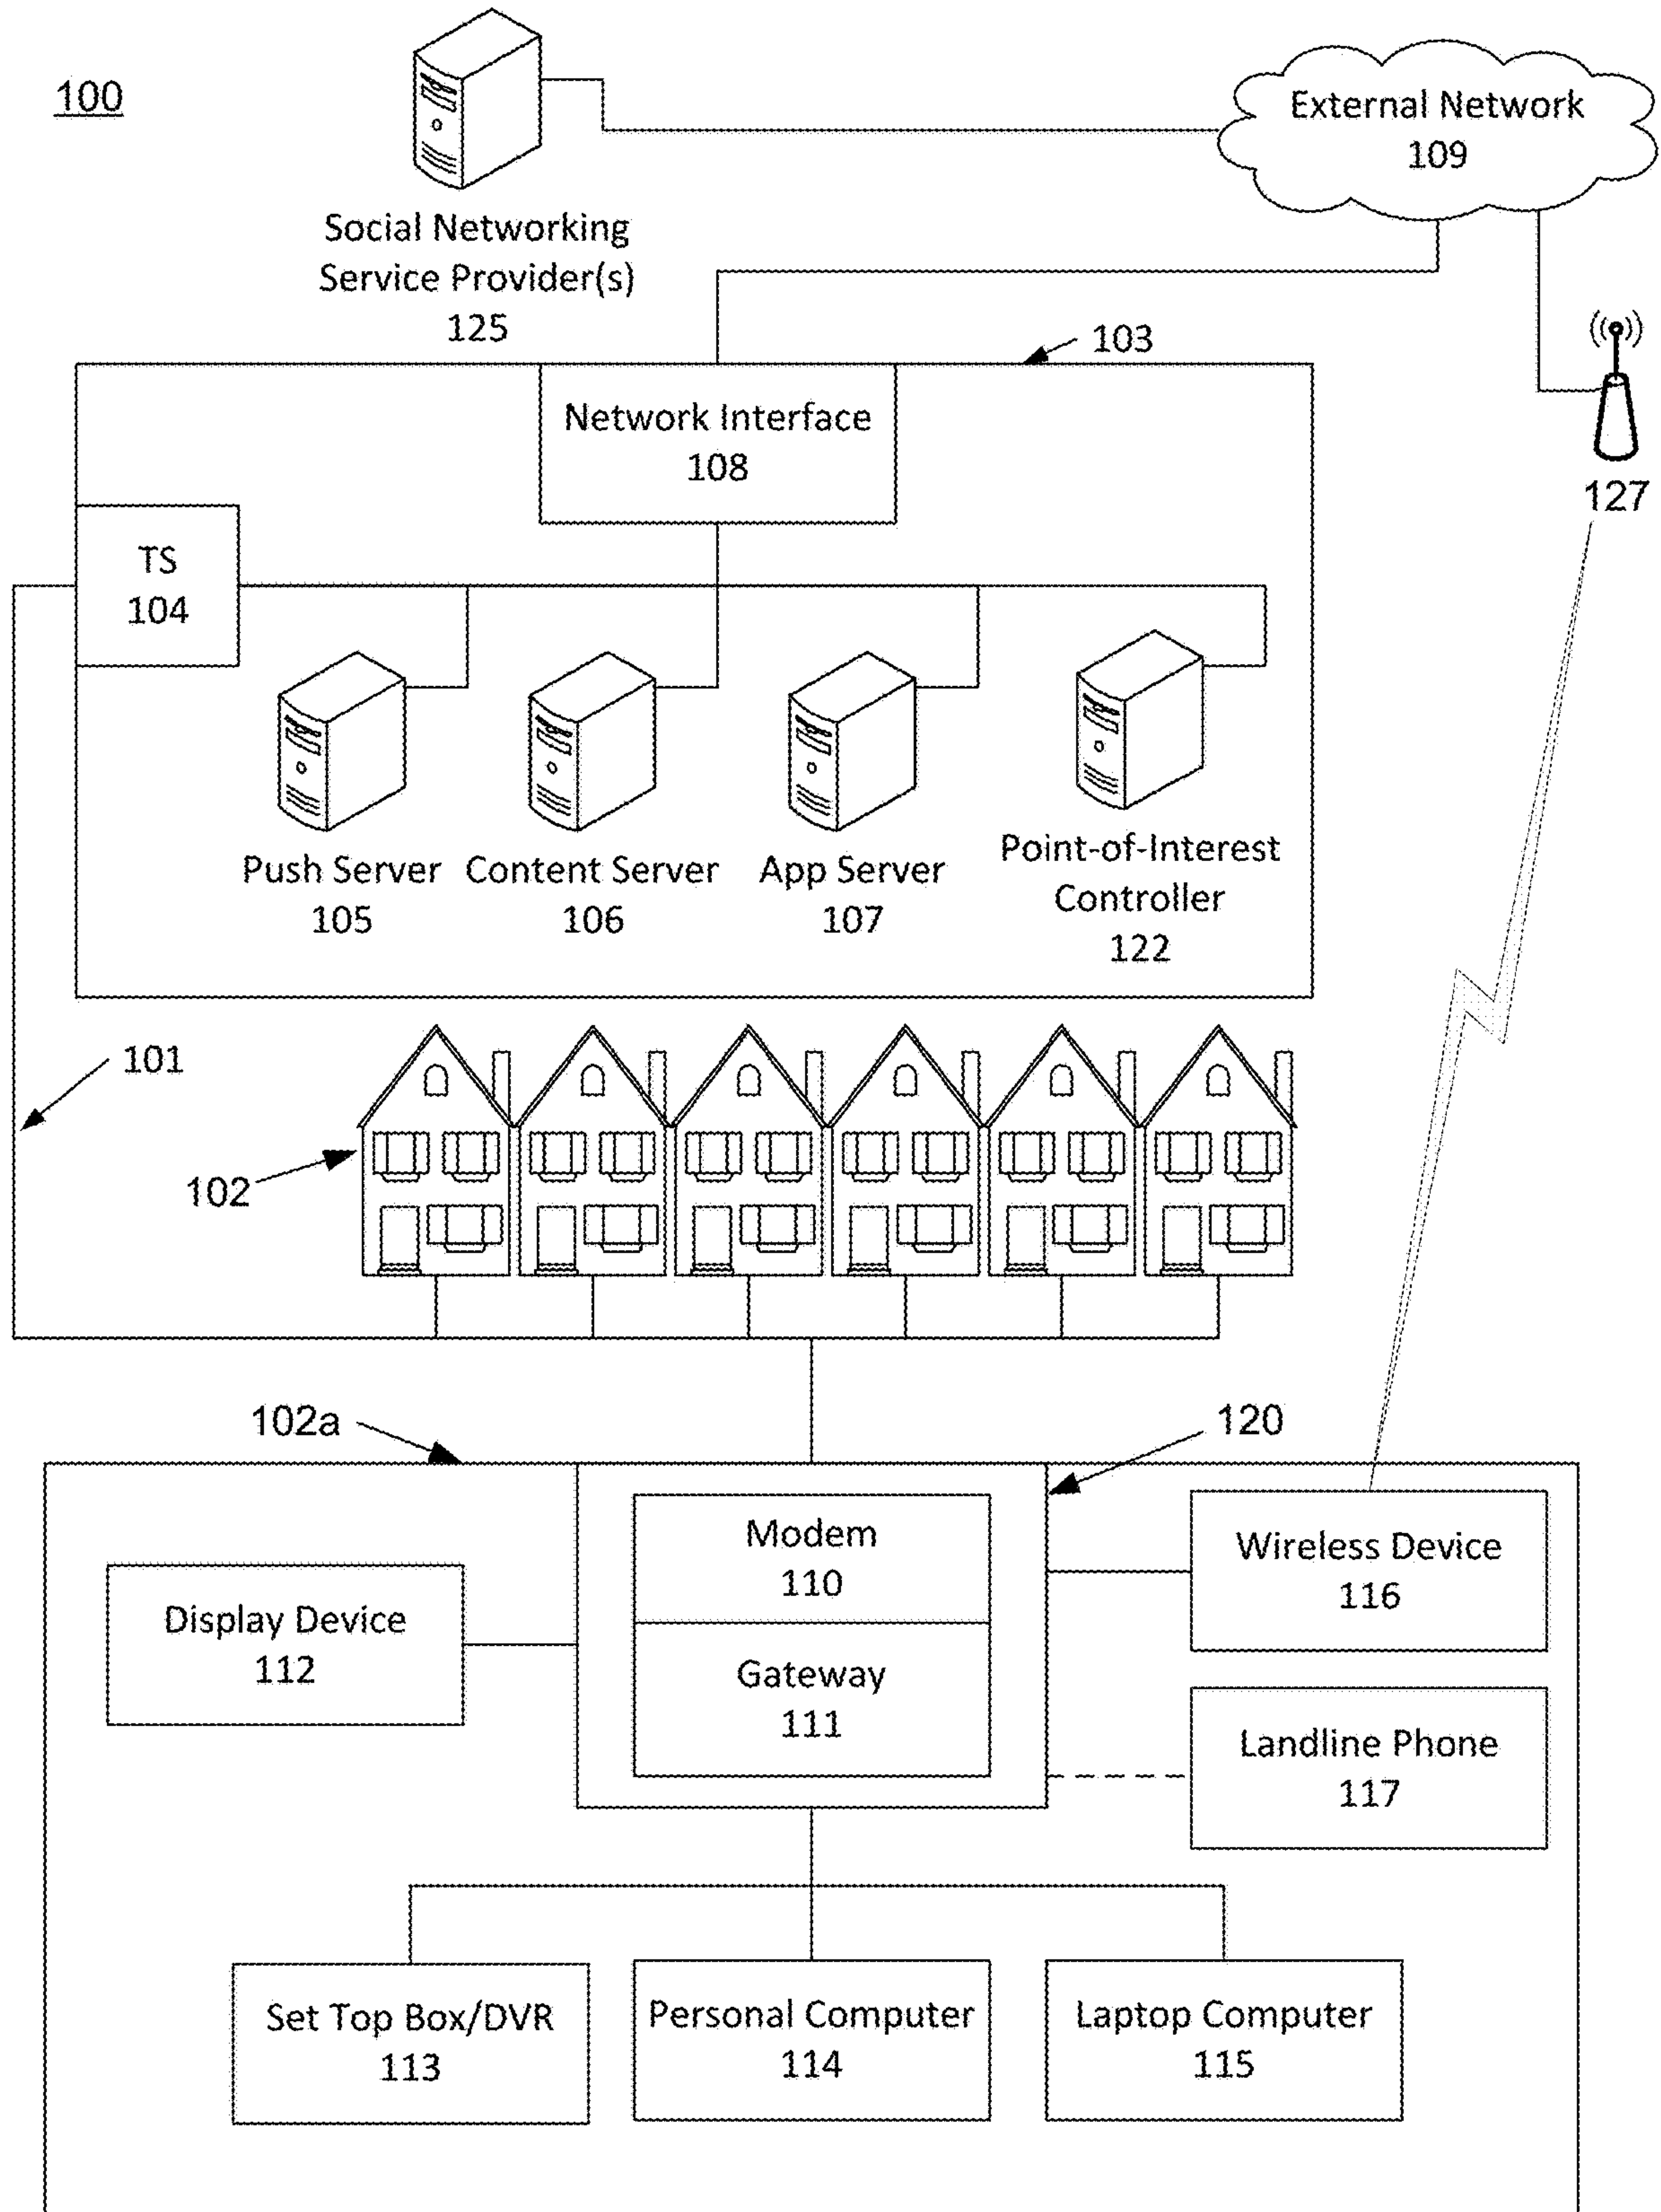 100
External Network
109
Social Networking
Service Provider(s)
125
103
Network Interface
108
127
TS
104
Push Server
105
Content Server
106
App Server
107
Point-of-Interest
Controller
122
101
102
102a
120
Modem
110
Wireless Device
116
Display Device
112
Gateway
111
Landline Phone
117
Set Top Box/DVR
113
Personal Computer
114
Laptop Computer
115